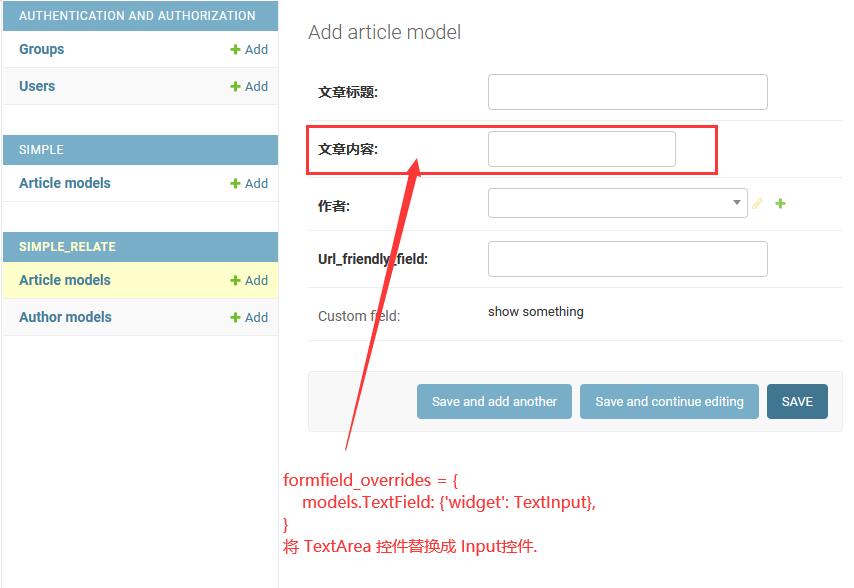 AUTHENTICATION AND AUTHORIZATION
Groups
Add
Users
Add
SIMPLE
Article models
Add
SIMPLE_RELATE
Article models
Add
Author models
Add
Add article model
文章标题:
文章内容:
作者:
Url_friendly_field:
Custom field:
show something
Save and add another
Save and continue editing
SAVE
formfield_overrides = {
models.TextField: {'widget': TextInput},
}
将 TextArea 控件替换成 Input控件.